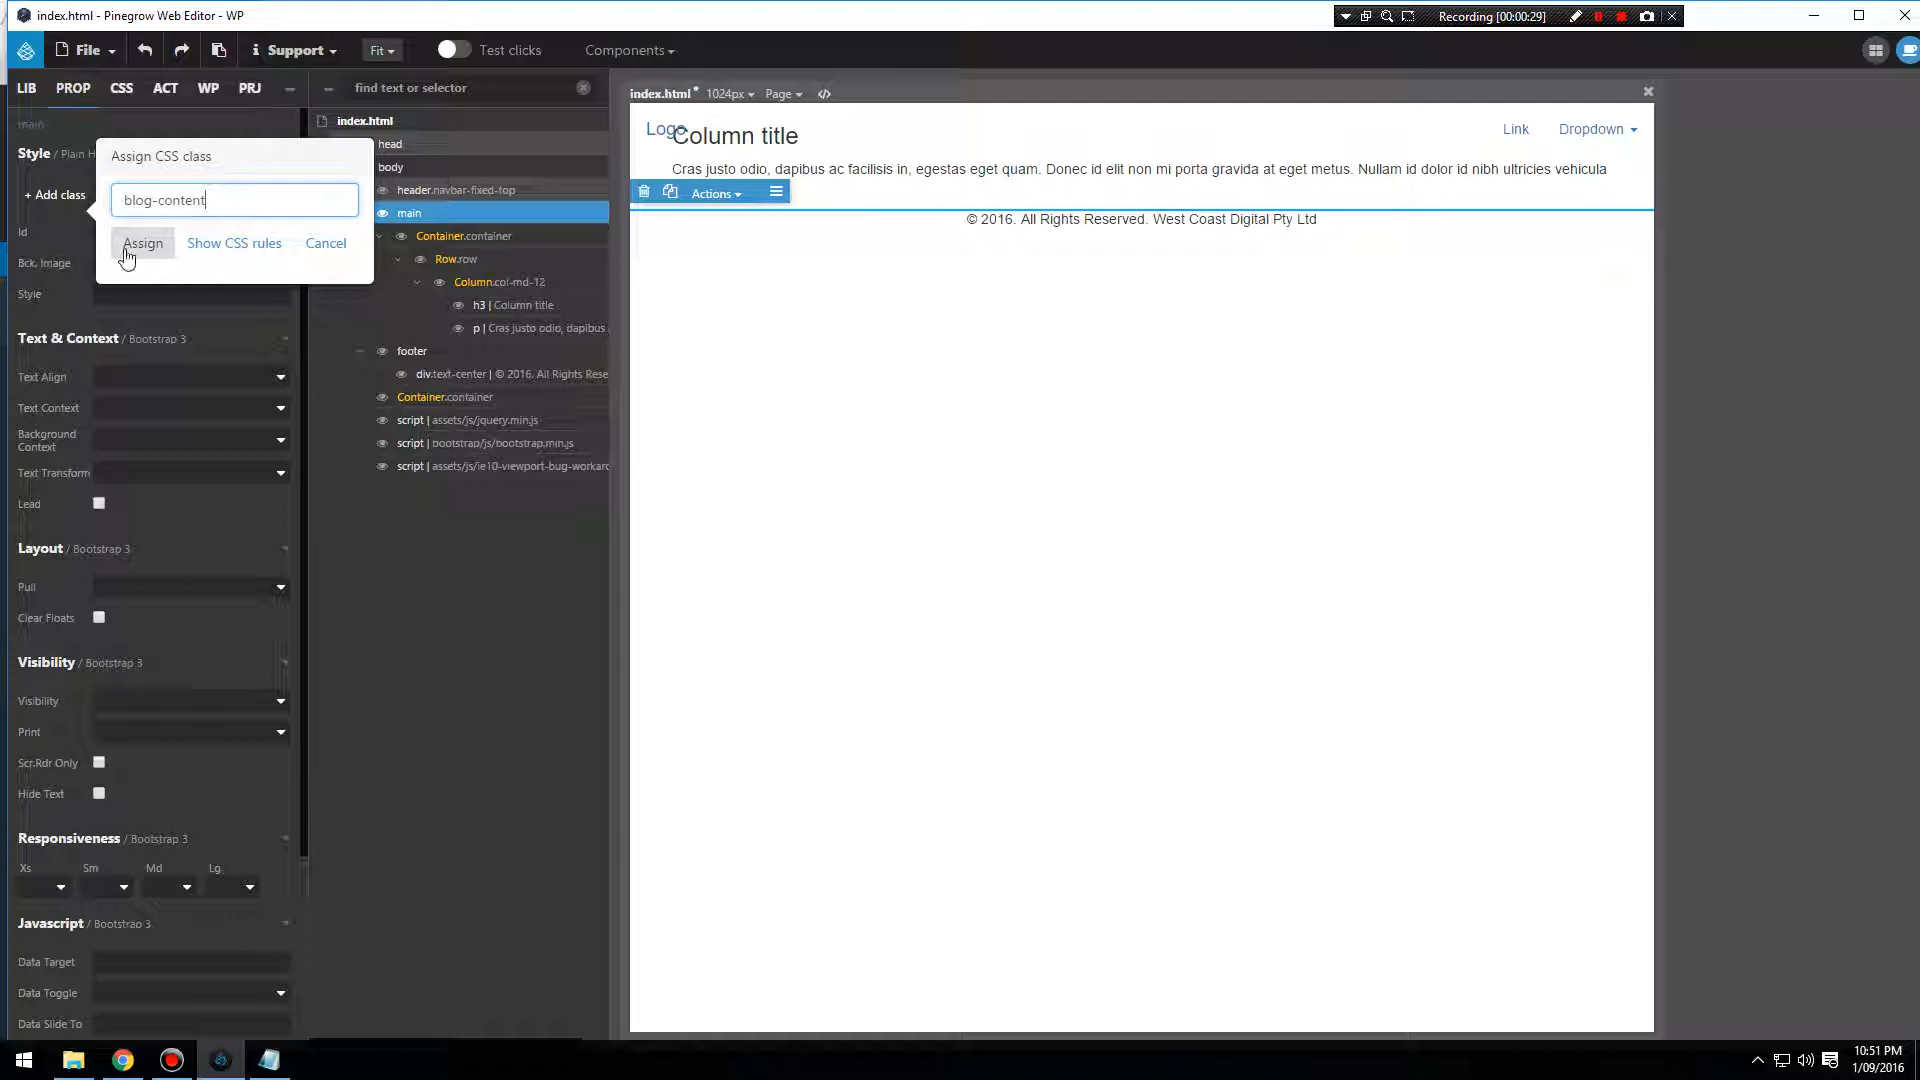 index.html - Pinegrow Web Editor - WP
Recording [00:00:29]
File
Support
Fit
Test clicks
Components
LIB PROP CSS ACT WP PRJ
find text or selector
index.html * 1024px Page
main
Style / Plain H
+ Add class
Id
Bck. Image
Style
Assign CSS class
blog-content
Assign Show CSS rules Cancel
Text & Context / Bootstrap 3
Text Align
Text Context
Background
Context
Text Transform
Lead
Layout / Bootstrap 3
Pull
Clear Floats
Visibility / Bootstrap 3
Visibility
Print
Scr.Rdr Only
Hide Text
Responsiveness / Bootstrap 3
Xs Sm Md Lg
Javascript / Bootstrap 3
Data Target
Data Toggle
Data Slide To
index.html
head
body
header.navbar-fixed-top
main
Container.container
Row.row
Column.col-md-12
h3 | Column title
p | Cras justo odio, dapibus
footer
div.text-center | © 2016. All Rights Rese
Container.container
script | assets/js/jquery.min.js
script | bootstrap/js/bootstrap.min.js
script | assets/js/ie10-viewport-bug-workaro
Logo
Column title
Link Dropdown
Cras justo odio, dapibus ac facilisis in, egestas eget quam. Donec id elit non mi porta gravida at eget metus. Nullam id dolor id nibh ultricies vehicula
Actions
© 2016. All Rights Reserved. West Coast Digital Pty Ltd
10:51 PM
1/09/2016